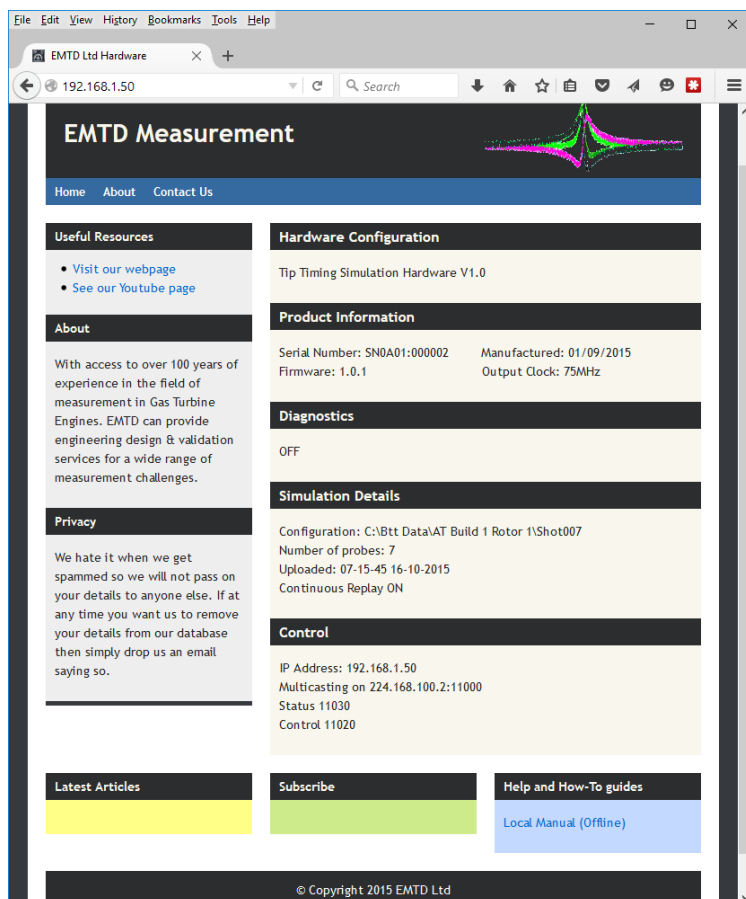 File Edit View History Bookmarks Tools Help
EMTD Ltd Hardware
192.168.1.50
Search
EMTD Measurement
Home About Contact Us
Useful Resources
Visit our webpage
See our Youtube page
About
With access to over 100 years of
experience in the field of
measurement in Gas Turbine
Engines. EMTD can provide
engineering design & validation
services for a wide range of
measurement challenges.
Privacy
We hate it when we get
spammed so we will not pass on
your details to anyone else. If at
any time you want us to remove
your details from our database
then simply drop us an email
saying so.
Hardware Configuration
Tip Timing Simulation Hardware V1.0
Product Information
Serial Number: SN0A01:000002 Manufactured: 01/09/2015
Firmware: 1.0.1 Output Clock: 75MHz
Diagnostics
OFF
Simulation Details
Configuration: C:\Btt Data\AT Build 1 Rotor 1\Shot007
Number of probes: 7
Uploaded: 07-15-45 16-10-2015
Continuous Replay ON
Control
IP Address: 192.168.1.50
Multicasting on 224.168.100.2:11000
Status 11030
Control 11020
Latest Articles
Subscribe
Help and How-To guides
Local Manual (Offline)
© Copyright 2015 EMTD Ltd